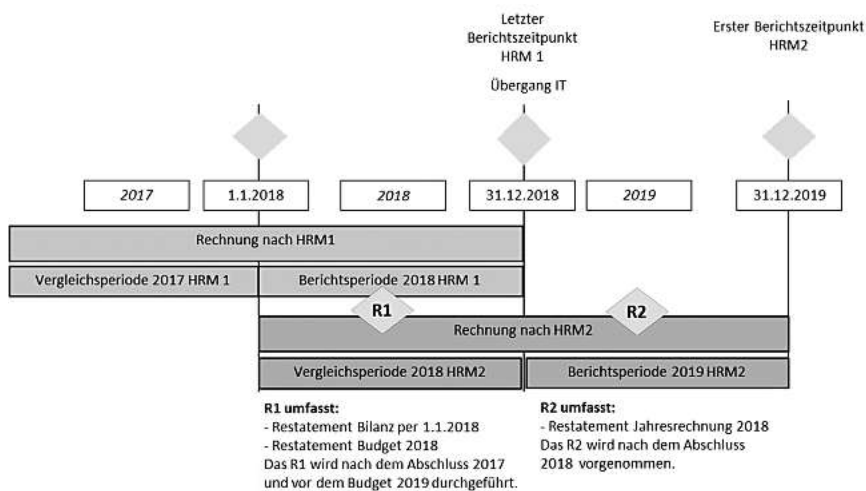 Letzter
Berichtszeitpunkt
HRM 1
Erster Berichtszeitpunkt
HRM2
Übergang IT
2017
1.1.2018
2018
31.12.2018
2019
31.12.2019
Rechnung nach HRM1
Vergleichsperiode 2017 HRM 1
Berichtsperiode 2018 HRM 1
R1
R2
Rechnung nach HRM2
Vergleichsperiode 2018 HRM2
Berichtsperiode 2019 HRM2
R1 umfasst:
- Restatement Bilanz per 1.1.2018
- Restatement Budget 2018
Das R1 wird nach dem Abschluss 2017
und vor dem Budget 2019 durchgeführt.
R2 umfasst:
- Restatement Jahresrechnung 2018
Das R2 wird nach dem Abschluss
2018 vorgenommen.